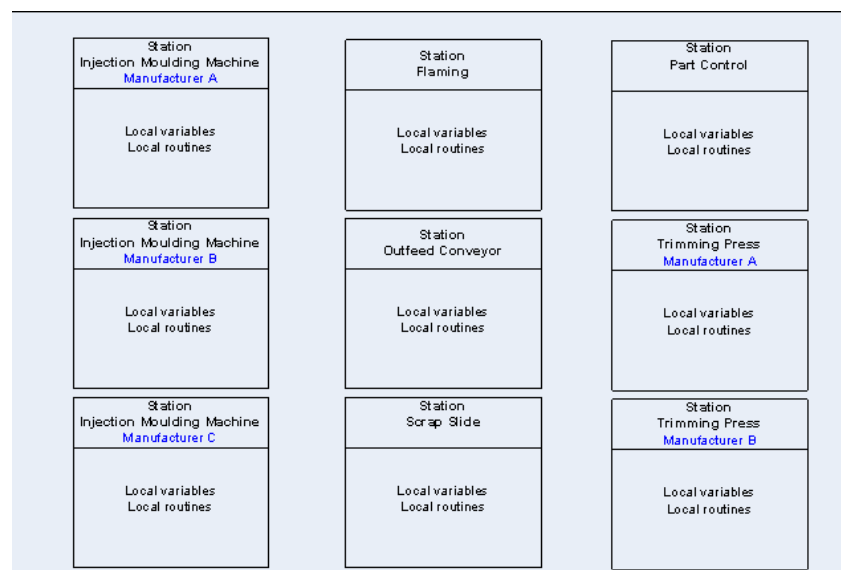 Station
Injection Moulding Machine
Manufacturer A
Local variables
Local routines
Station
Flaming
Local variables
Local routines
Station
Part Control
Local variables
Local routines
Station
Injection Moulding Machine
Manufacturer B
Local variables
Local routines
Station
Outfeed Conveyor
Local variables
Local routines
Station
Trimming Press
Manufacturer A
Local variables
Local routines
Station
Injection Moulding Machine
Manufacturer C
Local variables
Local routines
Station
Scrap Slide
Local variables
Local routines
Station
Trimming Press
Manufacturer B
Local variables
Local routines